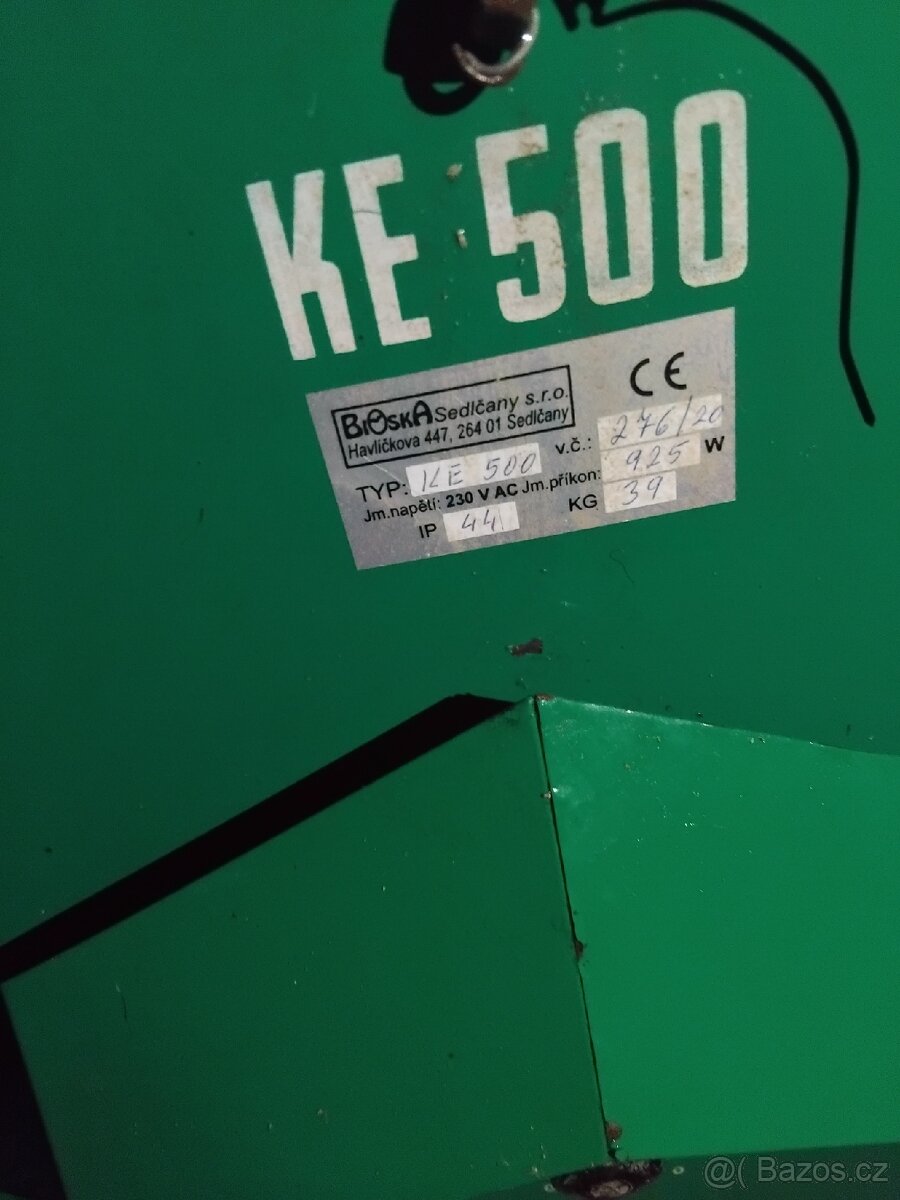 KE 500
BiOskA Sedlčany s.r.o.
Havlíčkova 447, 264 01 Sedlčany
CE
TYP: KE 500 v.č.: 276/20
Jm.napětí: 230 V AC Jm.příkon: 925 W
IP 44 KG 39
@( Bazos.cz